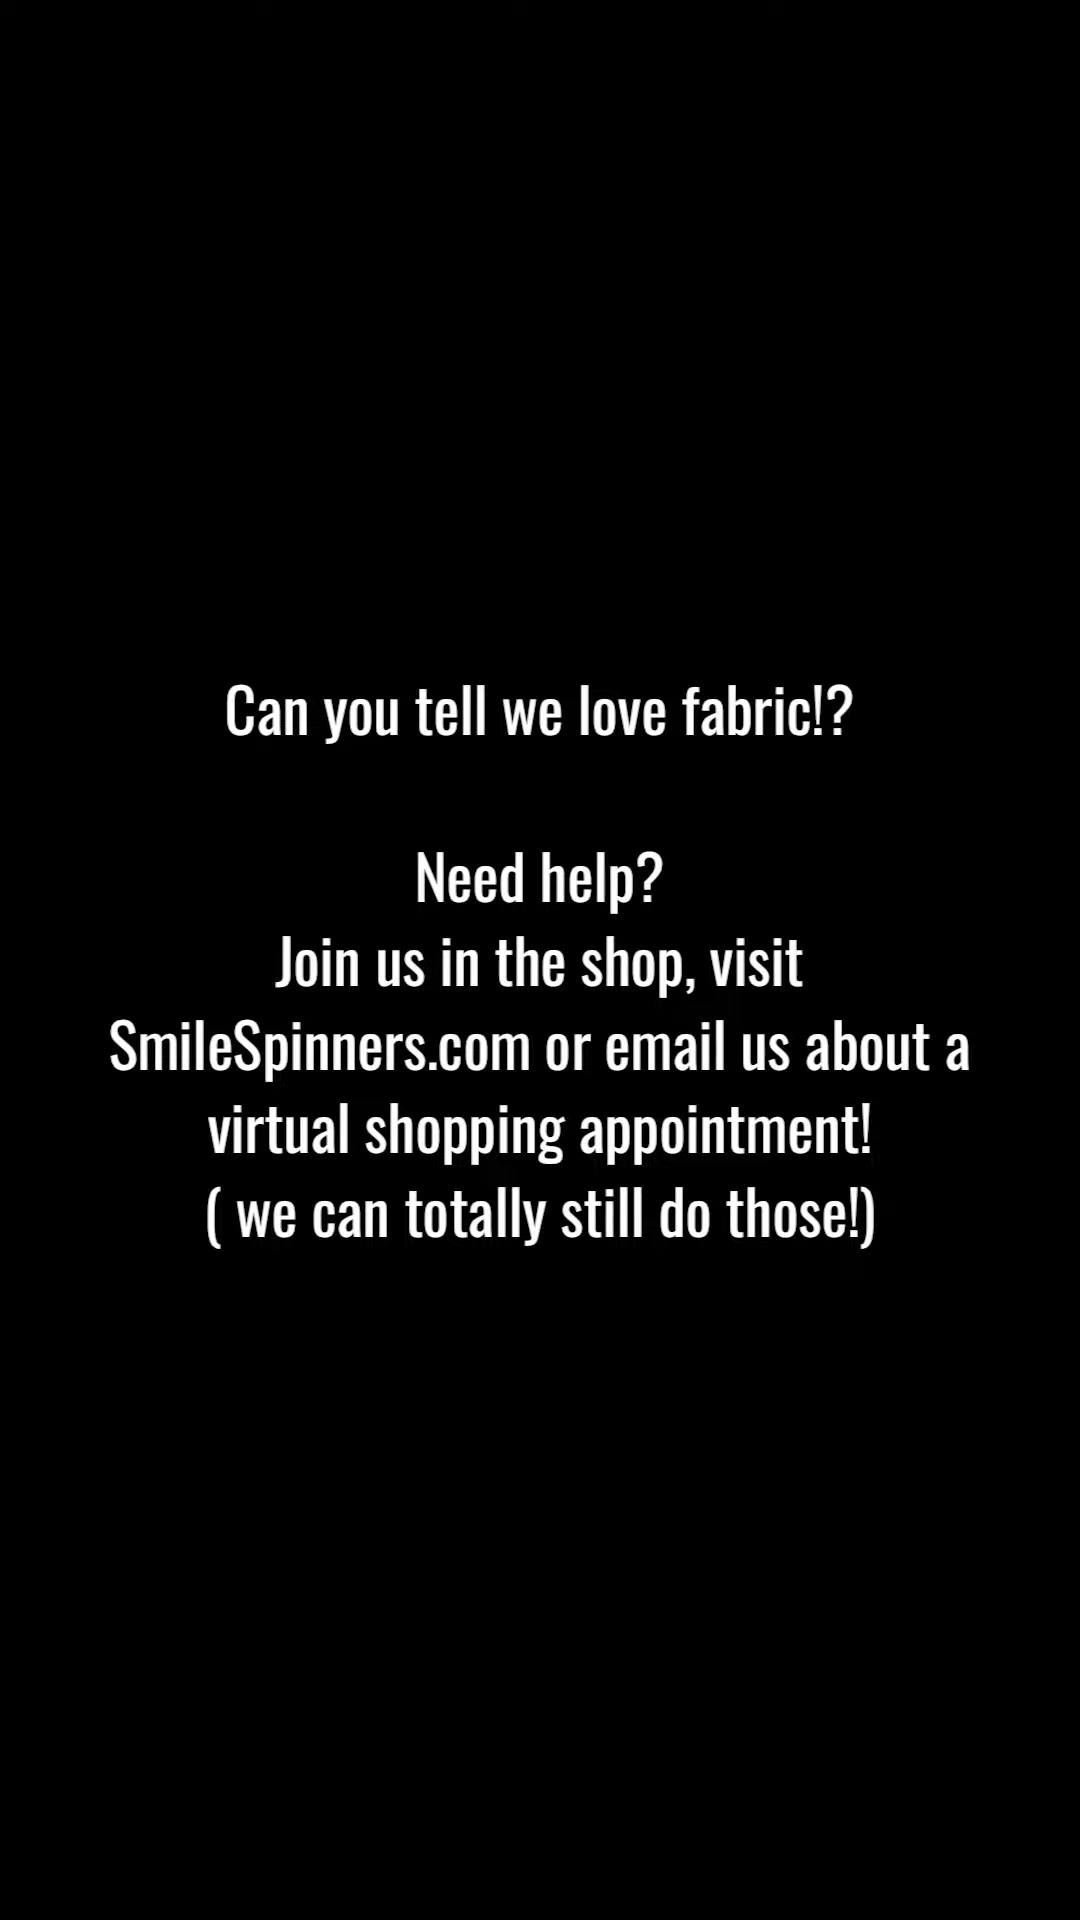 Can you tell we love fabric!?
Need help?
Join us in the shop, visit
SmileSpinners.com or email us about a
virtual shopping appointment!
( we can totally still do those!)